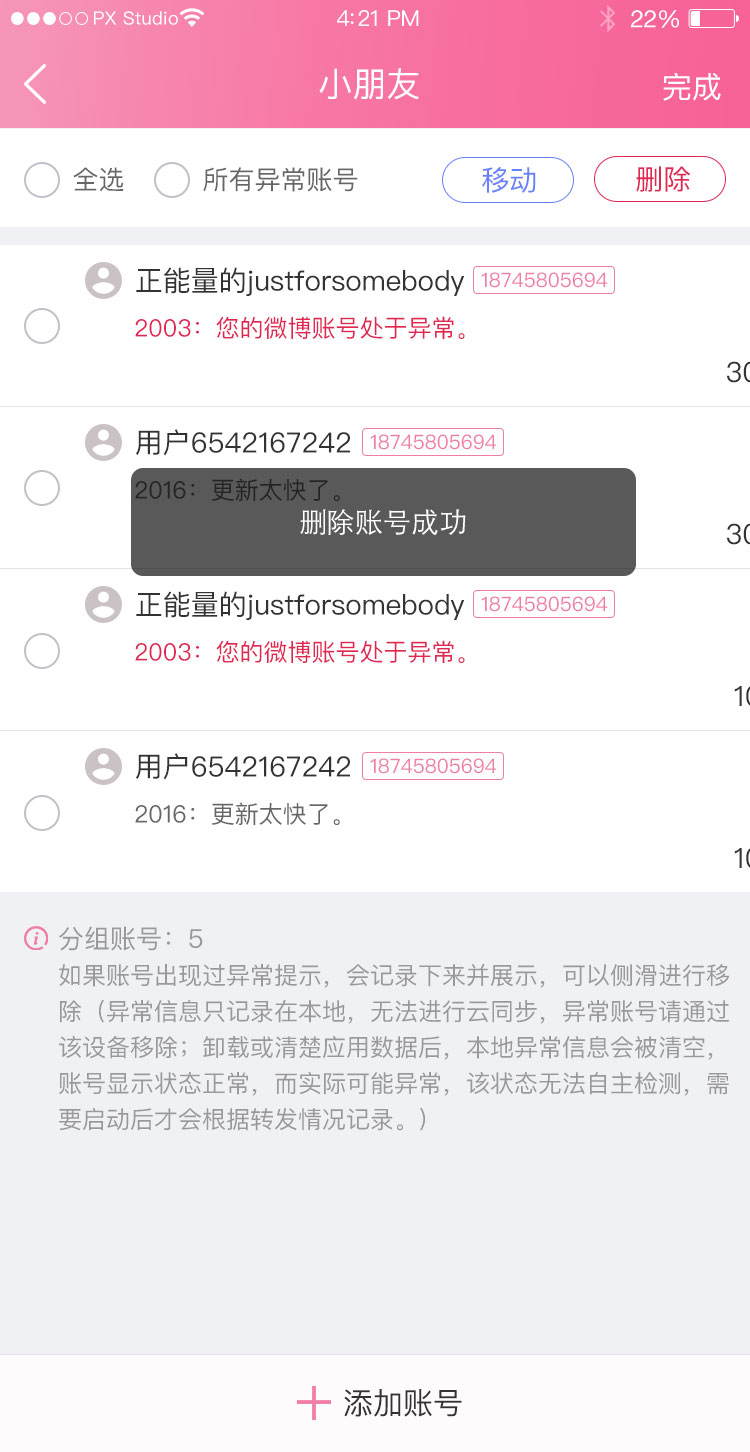 PX Studio 4:21 PM 22%
小朋友 完成
全选 所有异常账号 移动 删除
正能量的justforsomebody 18745805694
2003：您的微博账号处于异常。
30
用户6542167242 18745805694
2016：更新太快了。
删除账号成功
30
正能量的justforsomebody 18745805694
2003：您的微博账号处于异常。
10
用户6542167242 18745805694
2016：更新太快了。
10
分组账号：5
如果账号出现过异常提示，会记录下来并展示，可以侧滑进行移
除（异常信息只记录在本地，无法进行云同步，异常账号请通过
该设备移除；卸载或清楚应用数据后，本地异常信息会被清空，
账号显示状态正常，而实际可能异常，该状态无法自主检测，需
要启动后才会根据转发情况记录。）
添加账号